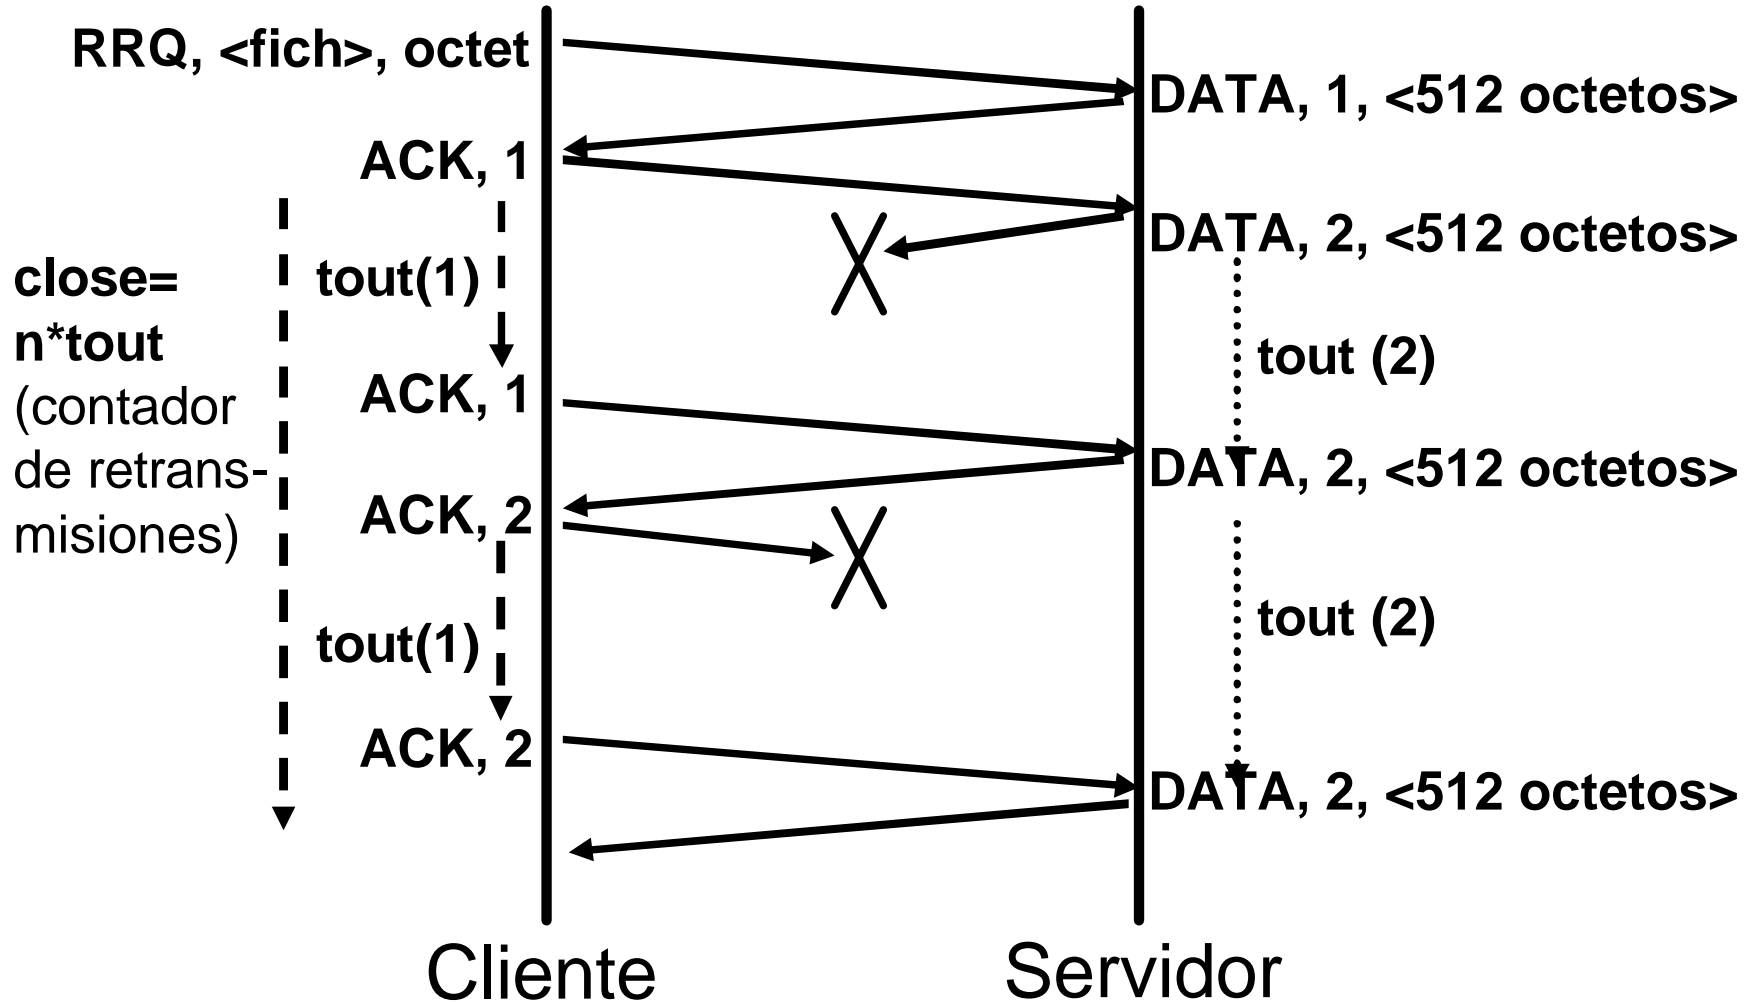 RRQ, <fich>, octet
DATA, 1, <512 octetos>
ACK, 1
DATA, 2, <512 octetos>
close=
n*tout
(contador
de retrans-
misiones)
tout(1)
tout (2)
ACK, 1
DATA, 2, <512 octetos>
ACK, 2
tout(1)
tout (2)
ACK, 2
DATA, 2, <512 octetos>
Cliente
Servidor